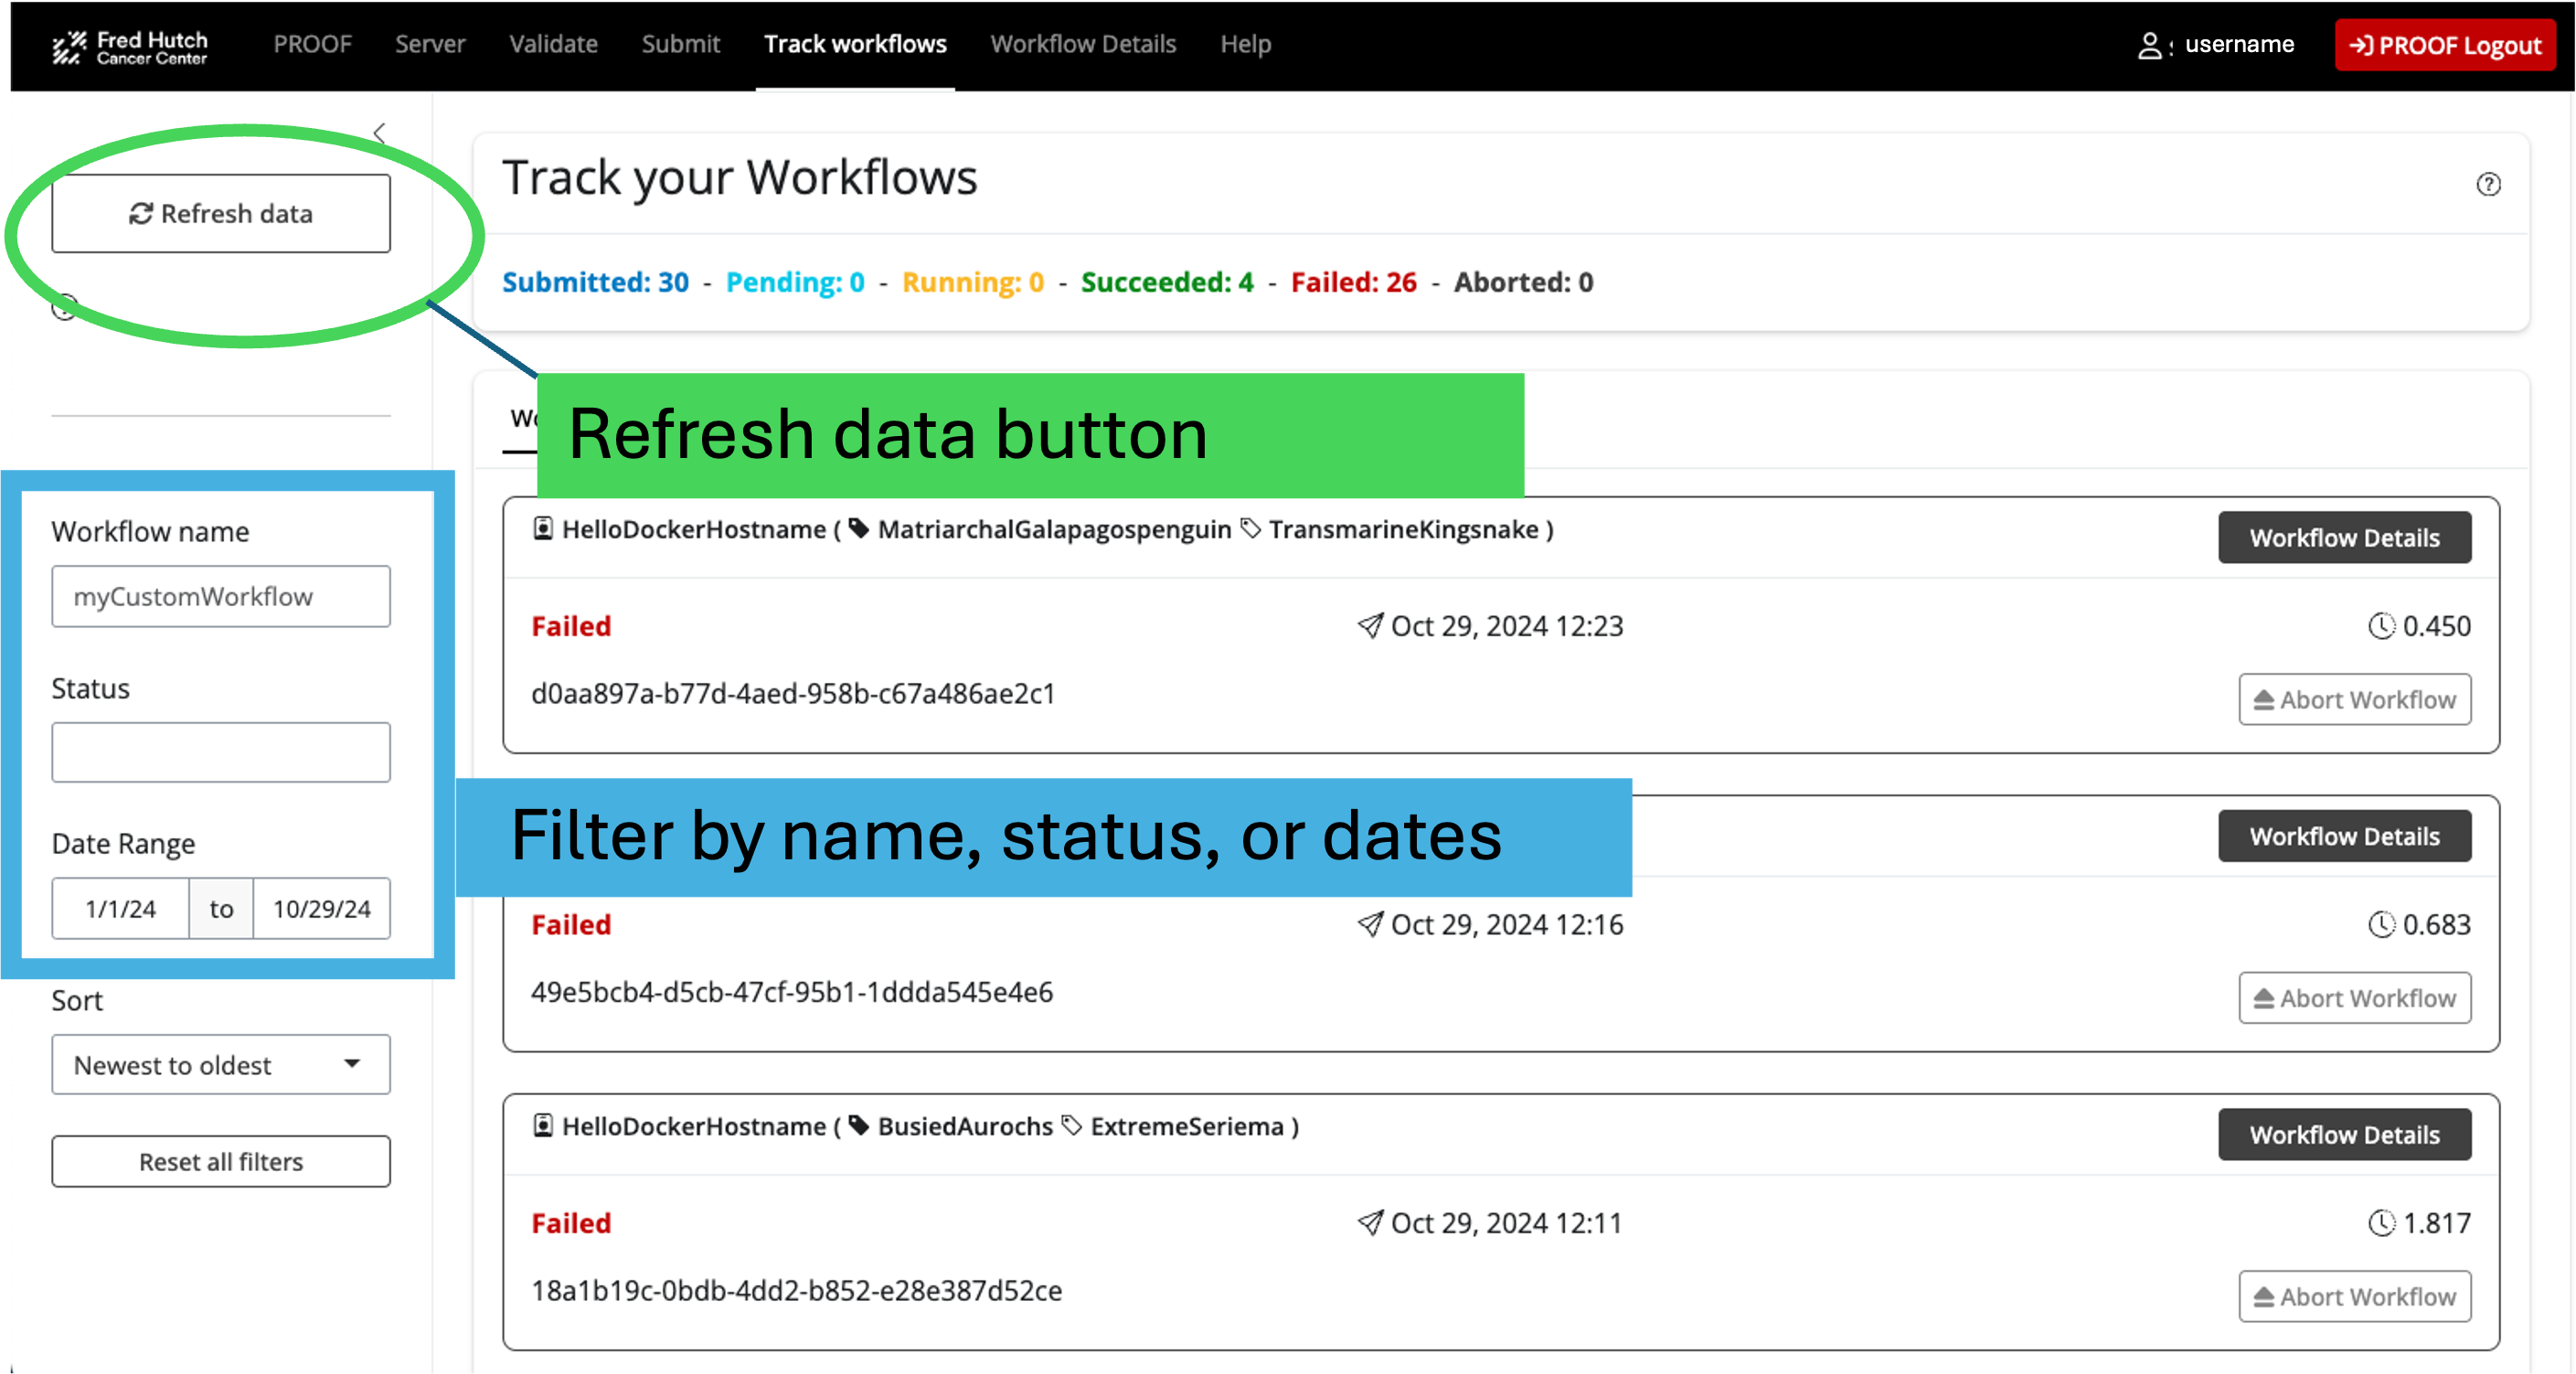 Fred Hutch
Cancer Center
PROOF Server Validate Submit Track workflows Workflow Details Help
username
PROOF Logout
Refresh data
Track your Workflows
Submitted: 30 - Pending: 0 - Running: 0 - Succeeded: 4 - Failed: 26 - Aborted: 0
Refresh data button
Workflow name
myCustomWorkflow
Status
Date Range
1/1/24 to 10/29/24
Sort
Newest to oldest
Reset all filters
HelloDockerHostname ( MatriarchalGalapagospenguin TransmarineKingsnake )
Workflow Details
Failed Oct 29, 2024 12:23 0.450
d0aa897a-b77d-4aed-958b-c67a486ae2c1
Abort Workflow
Filter by name, status, or dates
Workflow Details
Failed Oct 29, 2024 12:16 0.683
49e5bcb4-d5cb-47cf-95b1-1ddda545e4e6
Abort Workflow
HelloDockerHostname ( BusiedAurochs ExtremeSeriema )
Workflow Details
Failed Oct 29, 2024 12:11 1.817
18a1b19c-0bdb-4dd2-b852-e28e387d52ce
Abort Workflow